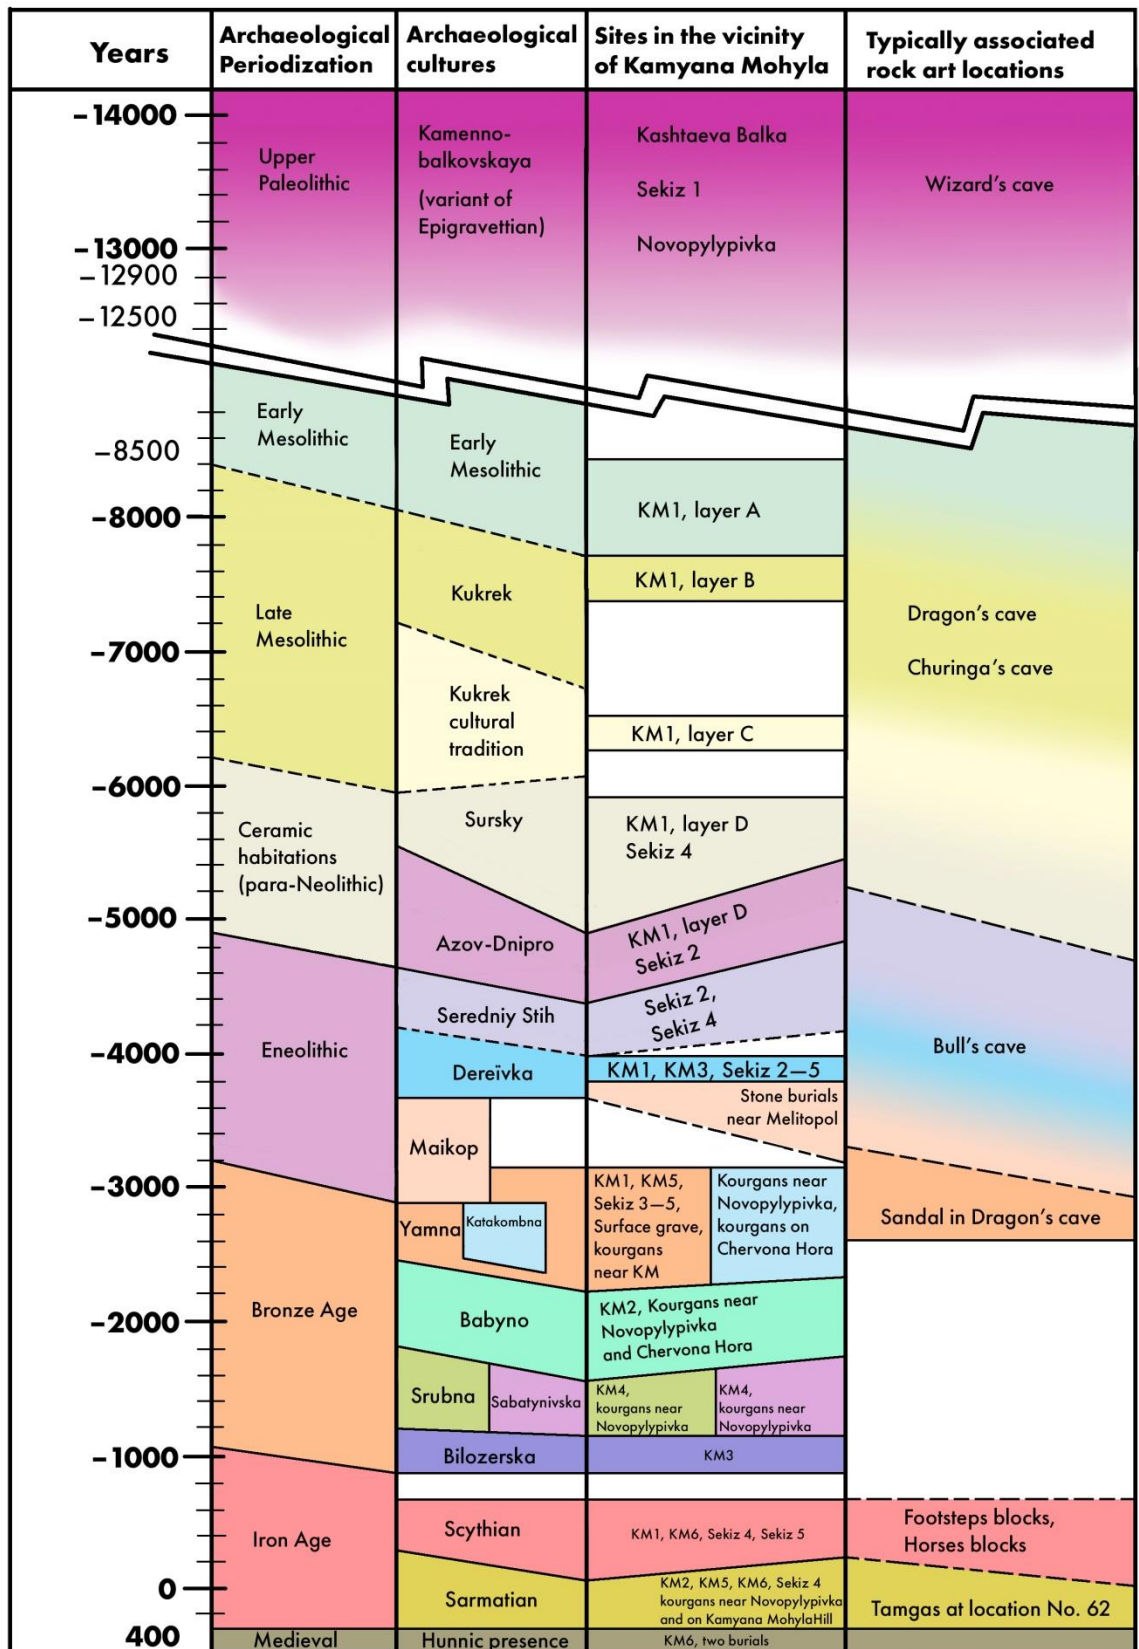 Years
Archaeological
Periodization
Archaeological
cultures
Sites in the vicinity
of Kamyana Mohyla
Typically associated
rock art locations
–14000
–13000
–12900
–12500
–8500
–8000
–7000
–6000
–5000
–4000
–3000
–2000
–1000
0
400
Upper
Paleolithic
Early
Mesolithic
Late
Mesolithic
Ceramic
habitations
(para-Neolithic)
Eneolithic
Bronze Age
Iron Age
Medieval
Kamenno-
balkovskaya
(variant of
Epigravettian)
Early
Mesolithic
Kukrek
Kukrek
cultural
tradition
Sursky
Azov-Dnipro
Seredniy Stih
Dereïvka
Maikop
Yamna
Katakombna
Babyno
Srubna
Sabatynivska
Bilozerska
Scythian
Sarmatian
Hunnic presence
Kashtaeva Balka
Sekiz 1
Novopylypivka
KM1, layer A
KM1, layer B
KM1, layer C
KM1, layer D
Sekiz 4
KM1, layer D
Sekiz 2
Sekiz 2,
Sekiz 4
KM1, KM3, Sekiz 2—5
Stone burials
near Melitopol
KM1, KM5,
Sekiz 3—5,
Surface grave,
kourgans
near KM
Kourgans near
Novopylypivka,
kourgans on
Chervona Hora
KM2, Kourgans near
Novopylypivka
and Chervona Hora
KM4,
kourgans near
Novopylypivka
KM4,
kourgans near
Novopylypivka
KM3
KM1, KM6, Sekiz 4, Sekiz 5
KM2, KM5, KM6, Sekiz 4
kourgans near Novopylypivka
and on Kamyana MohylaHill
KM6, two burials
Wizard's cave
Dragon's cave
Churinga's cave
Bull's cave
Sandal in Dragon's cave
Footsteps blocks,
Horses blocks
Tamgas at location No. 62